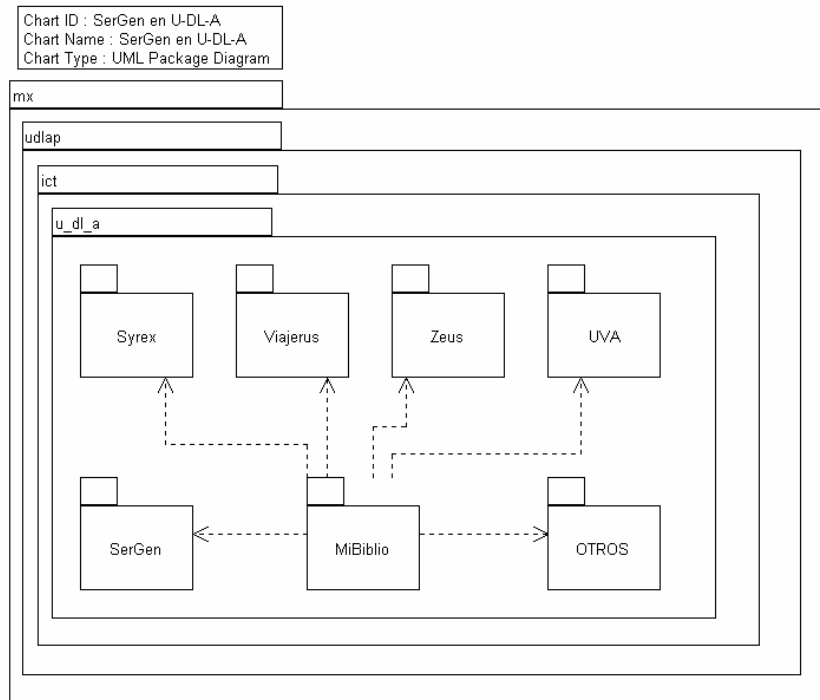 Chart ID : SerGen en U-DL-A
Chart Name : SerGen en U-DL-A
Chart Type : UML Package Diagram
mx
udlap
ict
u_dl_a
Syrex
Viajerus
Zeus
UVA
SerGen
MiBiblio
OTROS